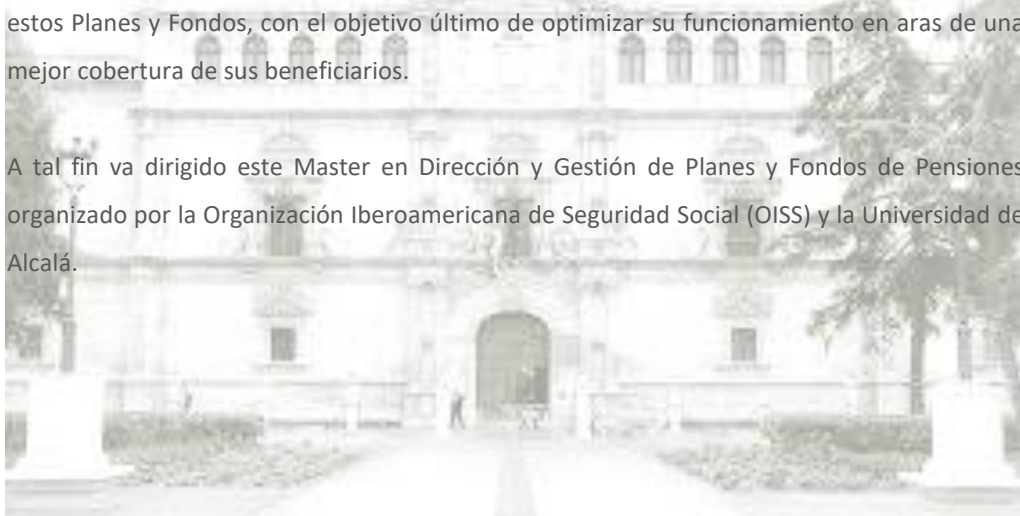 estos Planes y Fondos, con el objetivo último de optimizar su funcionamiento en aras de una
mejor cobertura de sus beneficiarios.
A tal fin va dirigido este Master en Dirección y Gestión de Planes y Fondos de Pensiones
organizado por la Organización Iberoamericana de Seguridad Social (OISS) y la Universidad de
Alcalá.